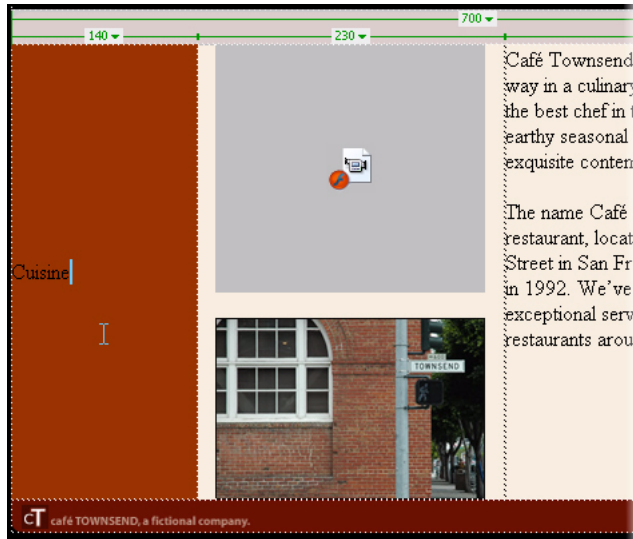 700
140
230
Café Townsend
way in a culinary
the best chef in
earthy seasonal
exquisite conten
The name Café
restaurant, locat
Street in San Fr
in 1992. We've
exceptional serv
restaurants arou
Cuisine
TOWNSEND
cT café TOWNSEND, a fictional company.